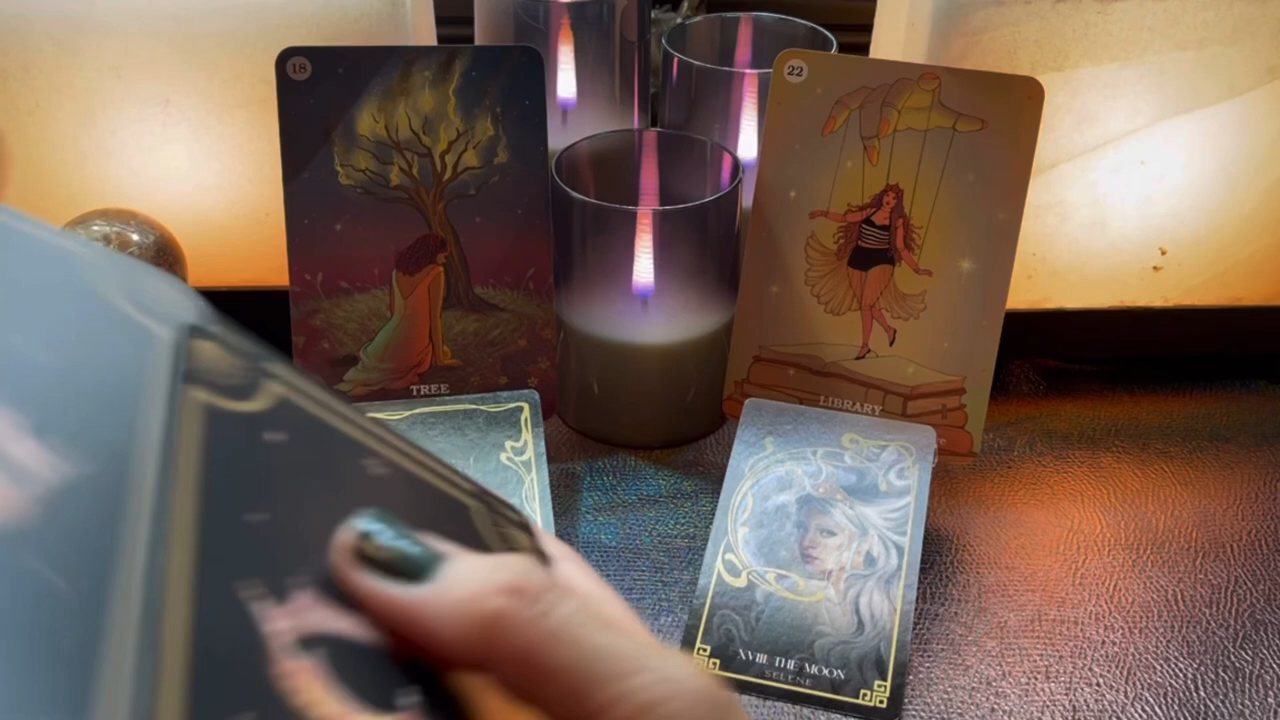 18
22
TREE
LIBRARY
XVIII. THE MOON
SELENE